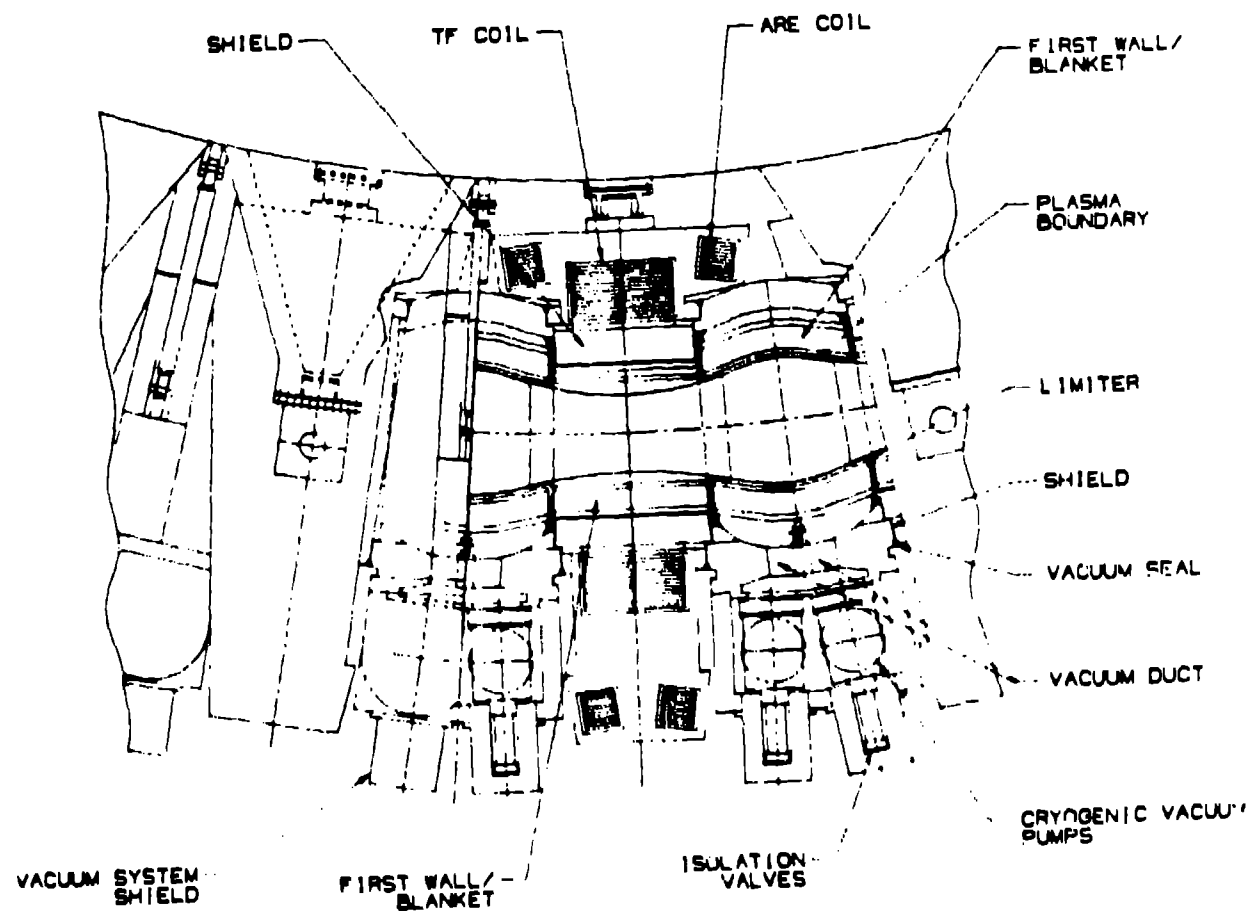 SHIELD
TF COIL
ARE COIL
FIRST WALL/
BLANKET
PLASMA
BOUNDARY
LIMITER
SHIELD
VACUUM SEAL
VACUUM DUCT
CRYOGENIC VACUUM
PUMPS
ISOLATION
VALVES
FIRST WALL/
BLANKET
VACUUM SYSTEM
SHIELD